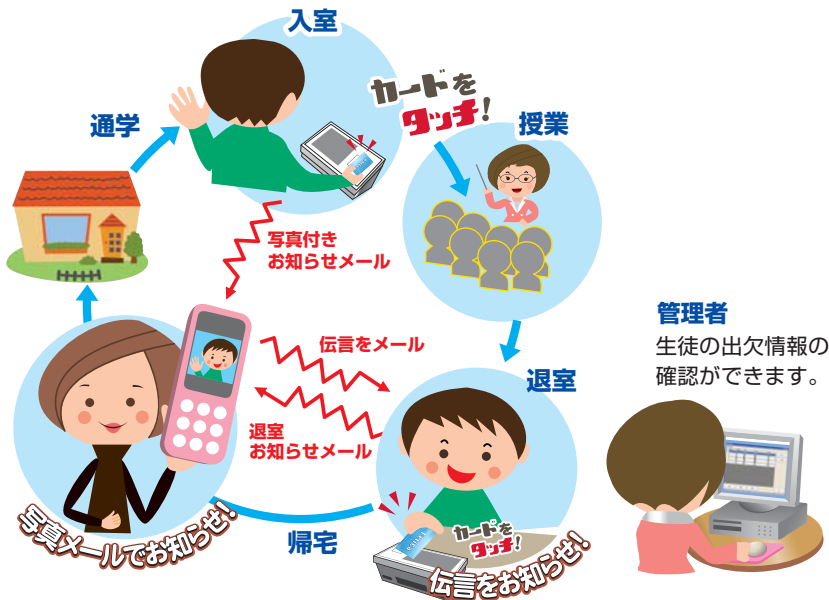 入室
カードを
タッチ!
通学
授業
写真付き
お知らせメール
管理者
生徒の出欠情報の
確認ができます。
伝言をメール
退室
退室
お知らせメール
写真メールでお知らせ!
帰宅
カードを
タッチ!
伝言をお知らせ!